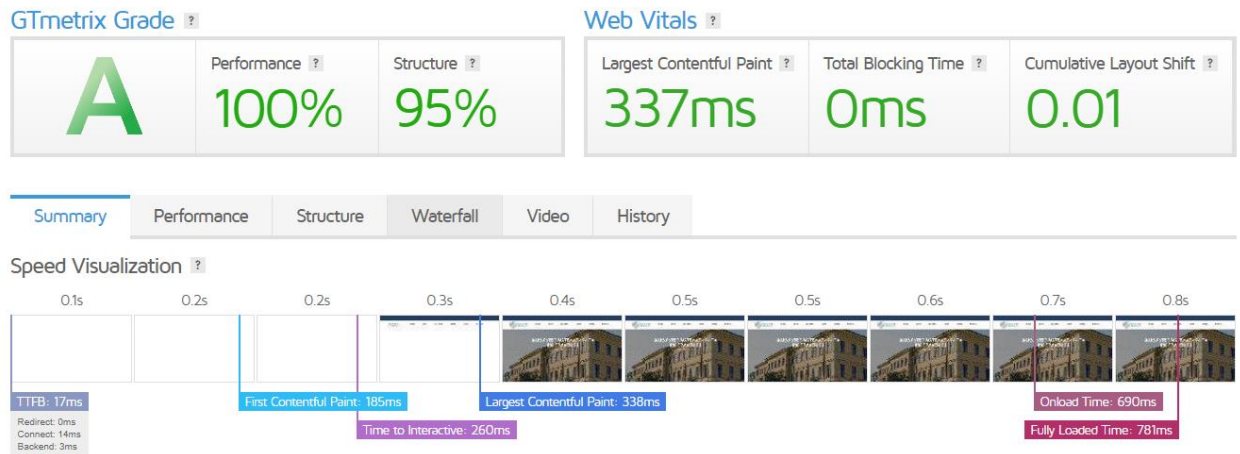 GTmetrix Grade ?
Web Vitals ?
Performance ?
Structure ?
Largest Contentful Paint ?
Total Blocking Time ?
Cumulative Layout Shift ?
A
100%
95%
337ms
0ms
0.01
Summary
Performance
Structure
Waterfall
Video
History
Speed Visualization ?
0.1s
0.2s
0.2s
0.3s
0.4s
0.5s
0.5s
0.6s
0.7s
0.8s
TTFB: 17ms
First Contentful Paint: 185ms
Largest Contentful Paint: 338ms
Onload Time: 690ms
Redirect: 0ms
Connect: 14ms
Backend: 3ms
Time to Interactive: 260ms
Fully Loaded Time: 781ms